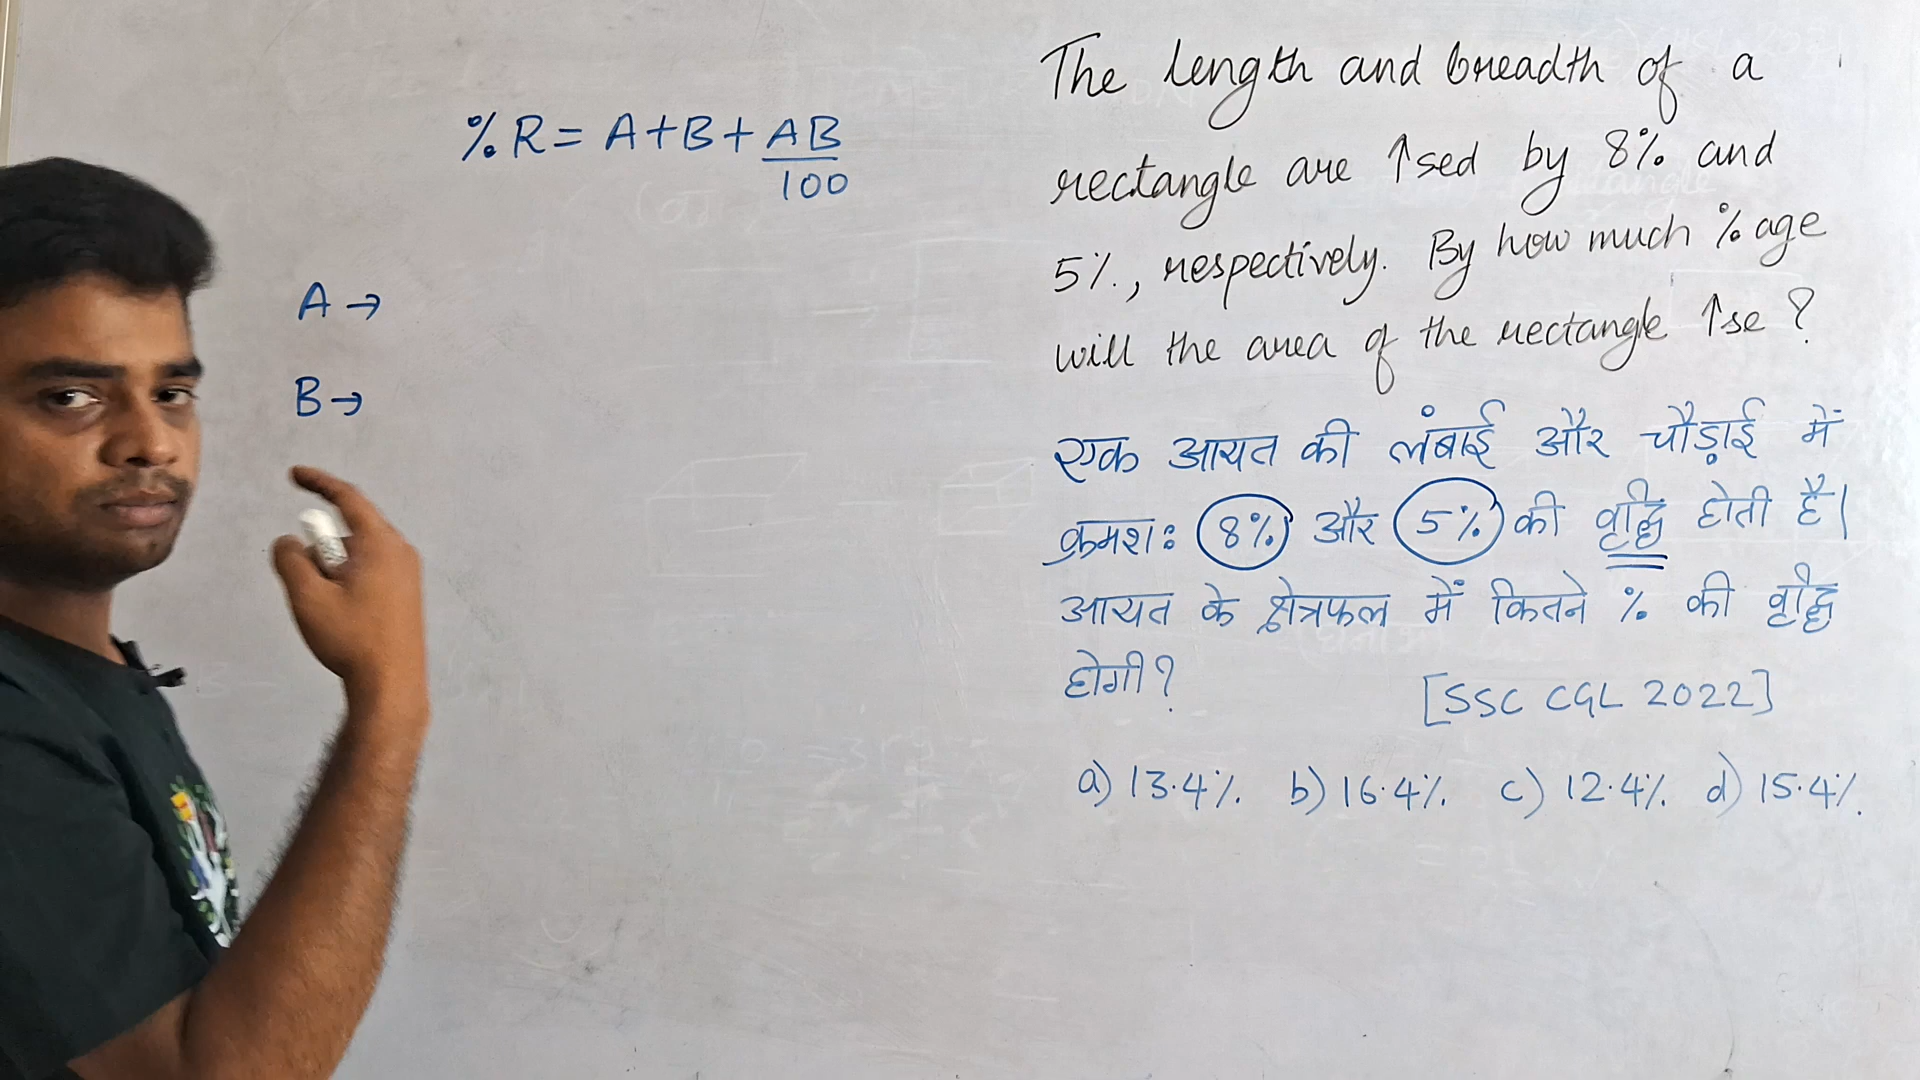 % R = A + B + AB/100
A →
B →
The length and breadth of a
rectangle are ↑sed by 8% and
5%, respectively. By how much %age
will the area of the rectangle ↑se ?
एक आयत की लंबाई और चौड़ाई में
क्रमश: 8% और 5% की वृद्धि होती है।
आयत के क्षेत्रफल में कितने % की वृद्धि
होगी ?
[SSC CGL 2022]
a) 13.4% b) 16.4% c) 12.4% d) 15.4%